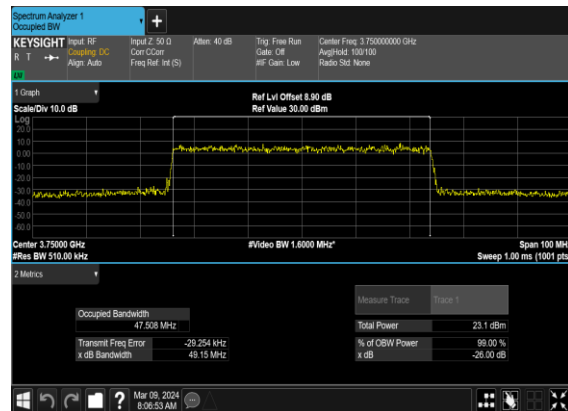 Spectrum Analyzer 1
Occupied BW
+
KEYSIGHT
R T
LV
Input: RF
Coupling: DC
Align: Auto
Input Z: 50 Ω
Corr CCorr
Freq Ref: Int (S)
Atten: 40 dB
Trig: Free Run
Gate: Off
#IF Gain: Low
Center Freq: 3.750000000 GHz
Avg|Hold: 100/100
Radio Std: None
1 Graph
Scale/Div 10.0 dB
Ref Lvl Offset 8.90 dB
Ref Value 30.00 dBm
Log
20.0
10.0
0.00
-10.0
-20.0
-30.0
-40.0
-50.0
-60.0
Center 3.75000 GHz
#Res BW 510.00 kHz
#Video BW 1.6000 MHz*
Span 100 MH
Sweep 1.00 ms (1001 pts
2 Metrics
Measure Trace
Trace 1
Occupied Bandwidth
47.508 MHz
Total Power
23.1 dBm
Transmit Freq Error
-29.254 kHz
% of OBW Power
99.00 %
x dB Bandwidth
49.15 MHz
x dB
-26.00 dB
?
Mar 09, 2024
8:06:53 AM